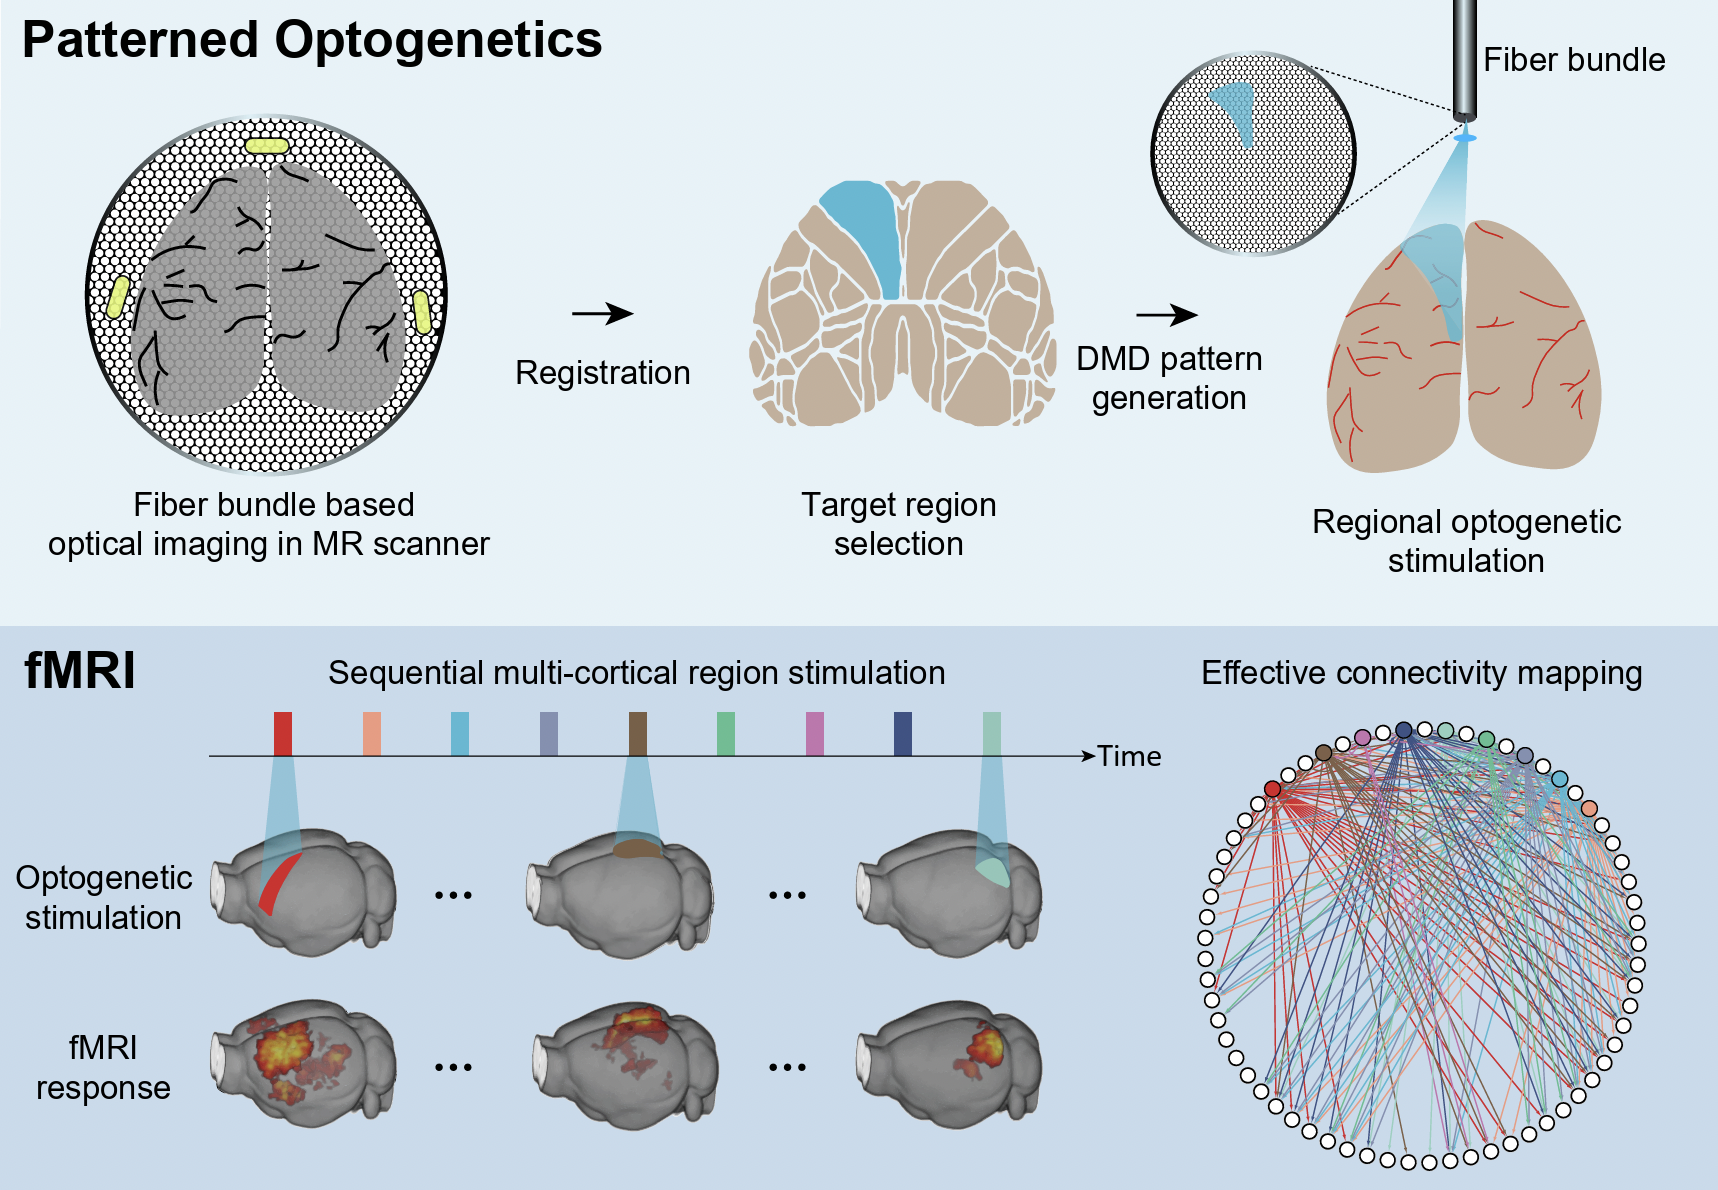 Patterned Optogenetics
Fiber bundle
Registration
DMD pattern
generation
Fiber bundle based
optical imaging in MR scanner
Target region
selection
Regional optogenetic
stimulation
fMRI
Sequential multi-cortical region stimulation
Effective connectivity mapping
Time
Optogenetic
stimulation
...
...
fMRI
response
...
...